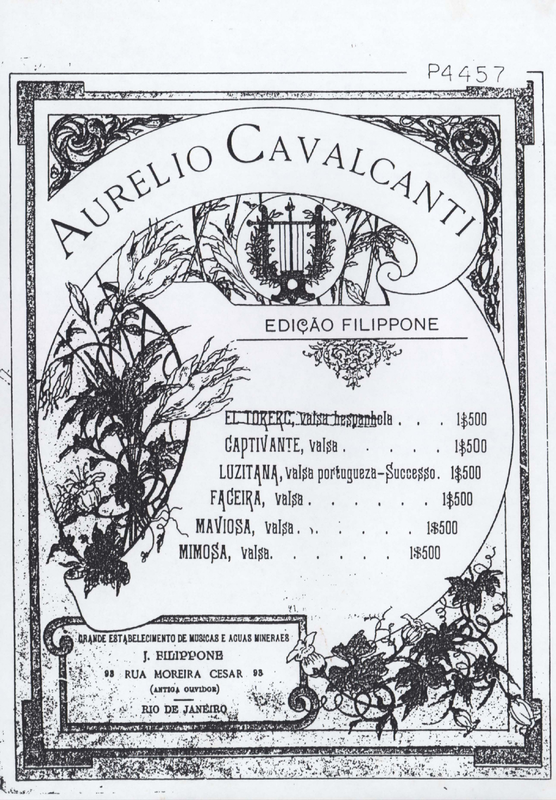 P4457
AURELIO CAVALCANTI
EDIÇÃO FILIPPONE
EL TORERO, valsa hespanhola . . . 1$500
CAPTIVANTE, valsa . . . . . 1$500
LUZITANA, valsa portugueza-Successo. 1$500
FACEIRA, valsa . . . . . . 1$500
MAVIOSA, valsa . . . . . . 1$500
MIMOSA, valsa. . . . . . 1$500
GRANDE ESTABELECIMENTO DE MUSICAS E AGUAS MINERAES
J. FILIPPONE
93 RUA MOREIRA CESAR 93
(ANTIGA OUVIDOR)
RIO DE JANEIRO